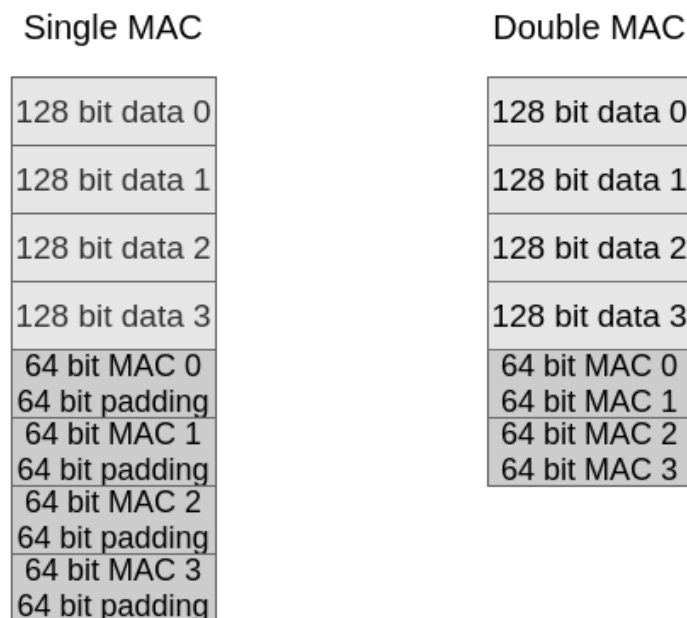 Single MAC
128 bit data 0
128 bit data 1
128 bit data 2
128 bit data 3
64 bit MAC 0
64 bit padding
64 bit MAC 1
64 bit padding
64 bit MAC 2
64 bit padding
64 bit MAC 3
64 bit padding
Double MAC
128 bit data 0
128 bit data 1
128 bit data 2
128 bit data 3
64 bit MAC 0
64 bit MAC 1
64 bit MAC 2
64 bit MAC 3